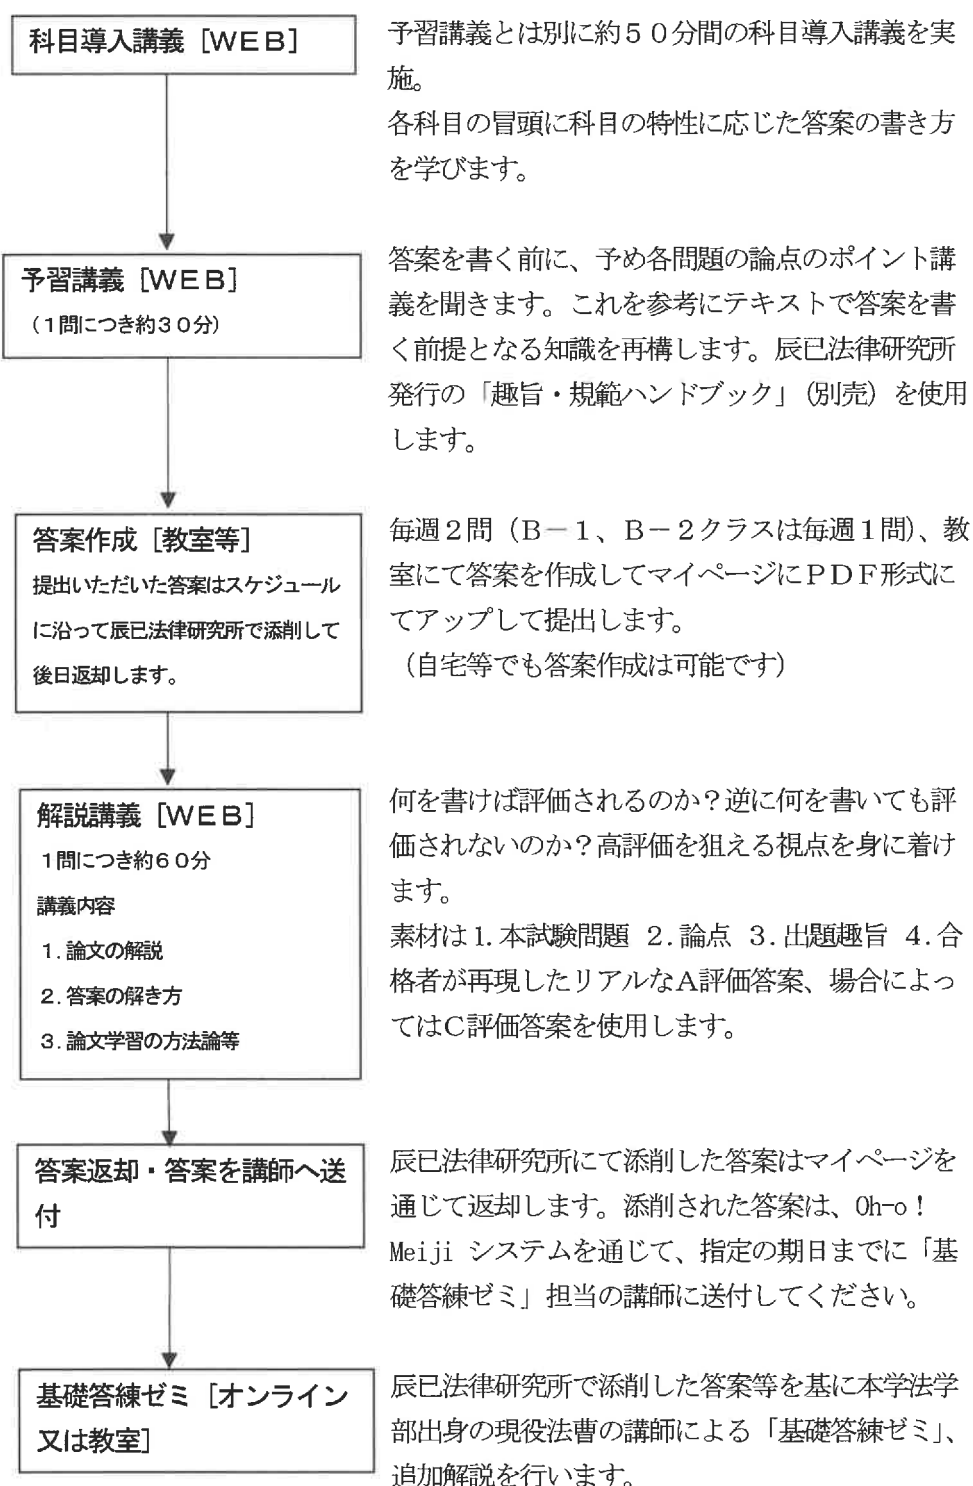 科目導入講義［ＷＥＢ］
予習講義とは別に約５０分間の科目導入講義を実
施。
各科目の冒頭に科目の特性に応じた答案の書き方
を学びます。
予習講義［ＷＥＢ］
（１問につき約３０分）
答案を書く前に、予め各問題の論点のポイント講
義を聞きます。これを参考にテキストで答案を書
く前提となる知識を再構します。辰已法律研究所
発行の「趣旨・規範ハンドブック」（別売）を使用
します。
答案作成［教室等］
提出いただいた答案はスケジュール
に沿って辰已法律研究所で添削して
後日返却します。
毎週２問（Ｂ－１、Ｂ－２クラスは毎週１問）、教
室にて答案を作成してマイページにＰＤＦ形式に
てアップして提出します。
（自宅等でも答案作成は可能です）
解説講義［ＷＥＢ］
１問につき約６０分
講義内容
１．論文の解説
２．答案の解き方
３．論文学習の方法論等
何を書けば評価されるのか？逆に何を書いても評
価されないのか？高評価を狙える視点を身に着け
ます。
素材は 1. 本試験問題 ２．論点 ３．出題趣旨 ４．合
格者が再現したリアルなＡ評価答案、場合によっ
てはＣ評価答案を使用します。
答案返却・答案を講師へ送
付
辰已法律研究所にて添削した答案はマイページを
通じて返却します。添削された答案は、Oh-o！
Meiji システムを通じて、指定の期日までに「基
礎答練ゼミ」担当の講師に送付してください。
基礎答練ゼミ［オンライン
又は教室］
辰已法律研究所で添削した答案等を基に本学法学
部出身の現役法曹の講師による「基礎答練ゼミ」、
追加解説を行います。